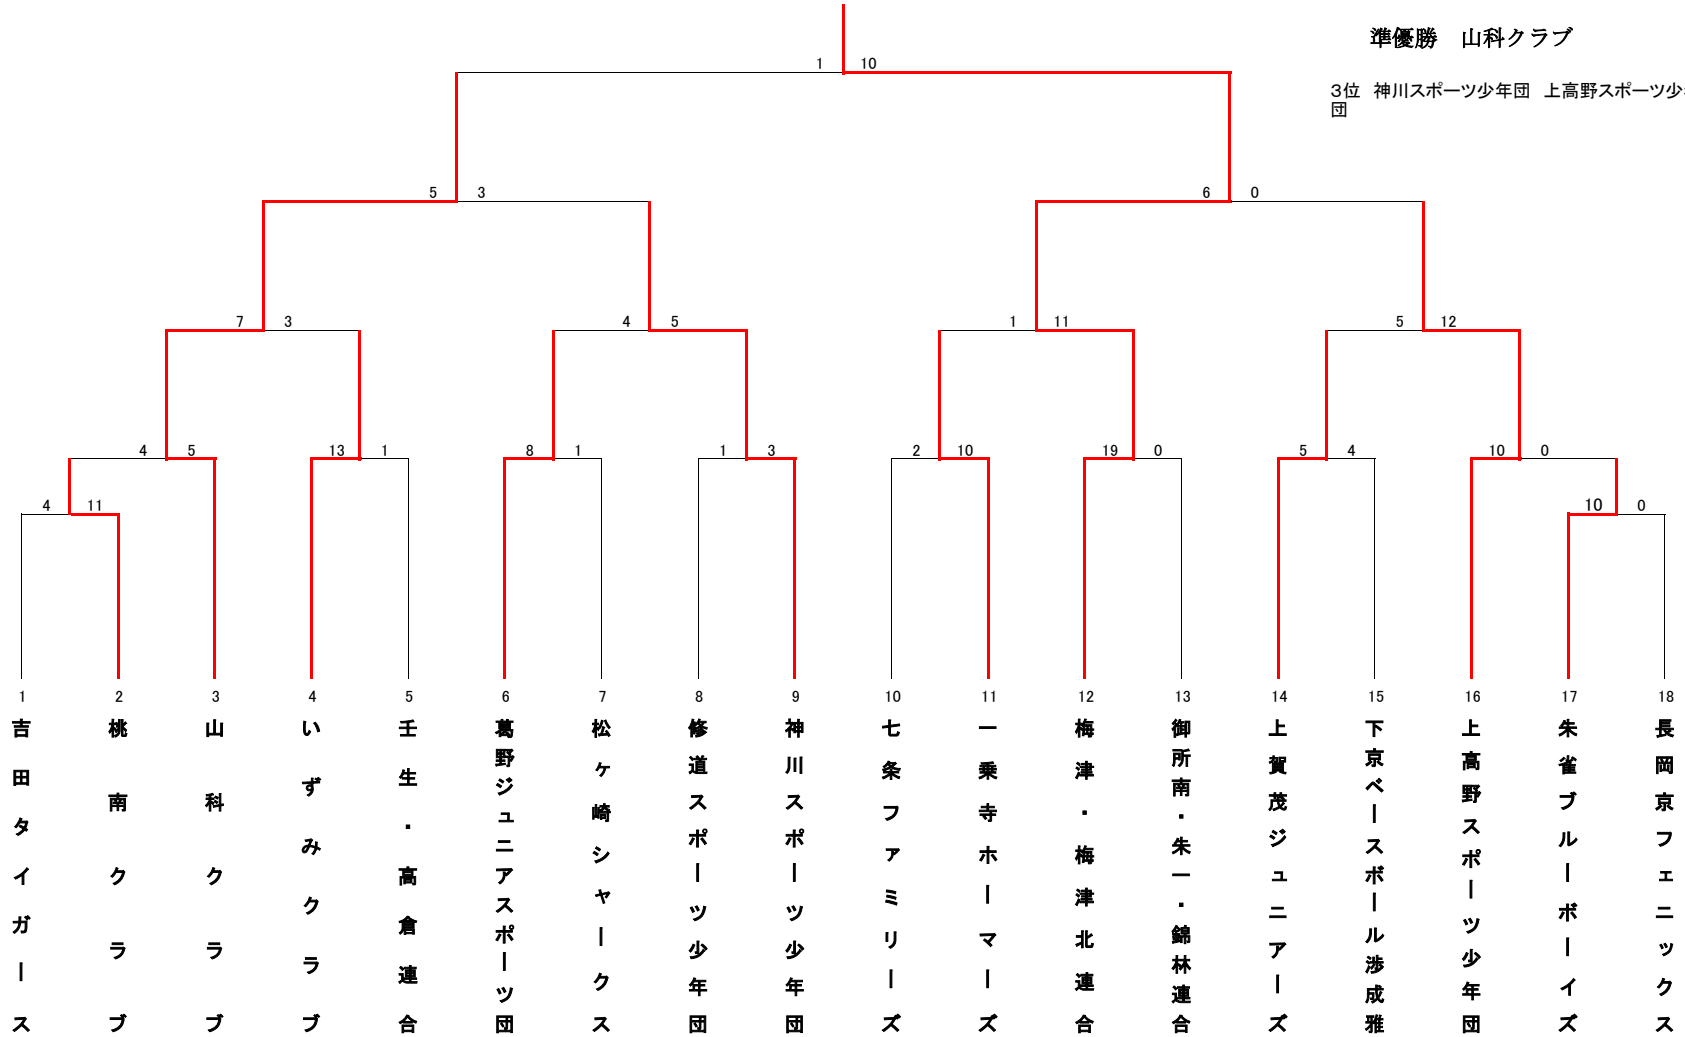 準優勝　山科クラブ
1 10
3位　神川スポーツ少年団　上高野スポーツ少
団
5 3 6 0
7 3 4 5 1 11 5 12
4 5 13 1 8 1 1 3 2 10 19 0 5 4 10 0
4 11 10 0
1 2 3 4 5 6 7 8 9 10 11 12 13 14 15 16 17 18
吉田タイガース
桃南クラブ
山科クラブ
いずみクラブ
壬生・高倉連合
葛野ジュニアスポーツ団
松ヶ崎シャークス
修道スポーツ少年団
神川スポーツ少年団
七条ファミリーズ
一乗寺ホーマーズ
梅津・梅津北連合
御所南・朱一・錦林連合
上賀茂ジュニアーズ
下京ベースボール渉成雅
上高野スポーツ少年団
朱雀ブルーボーイズ
長岡京フェニックス